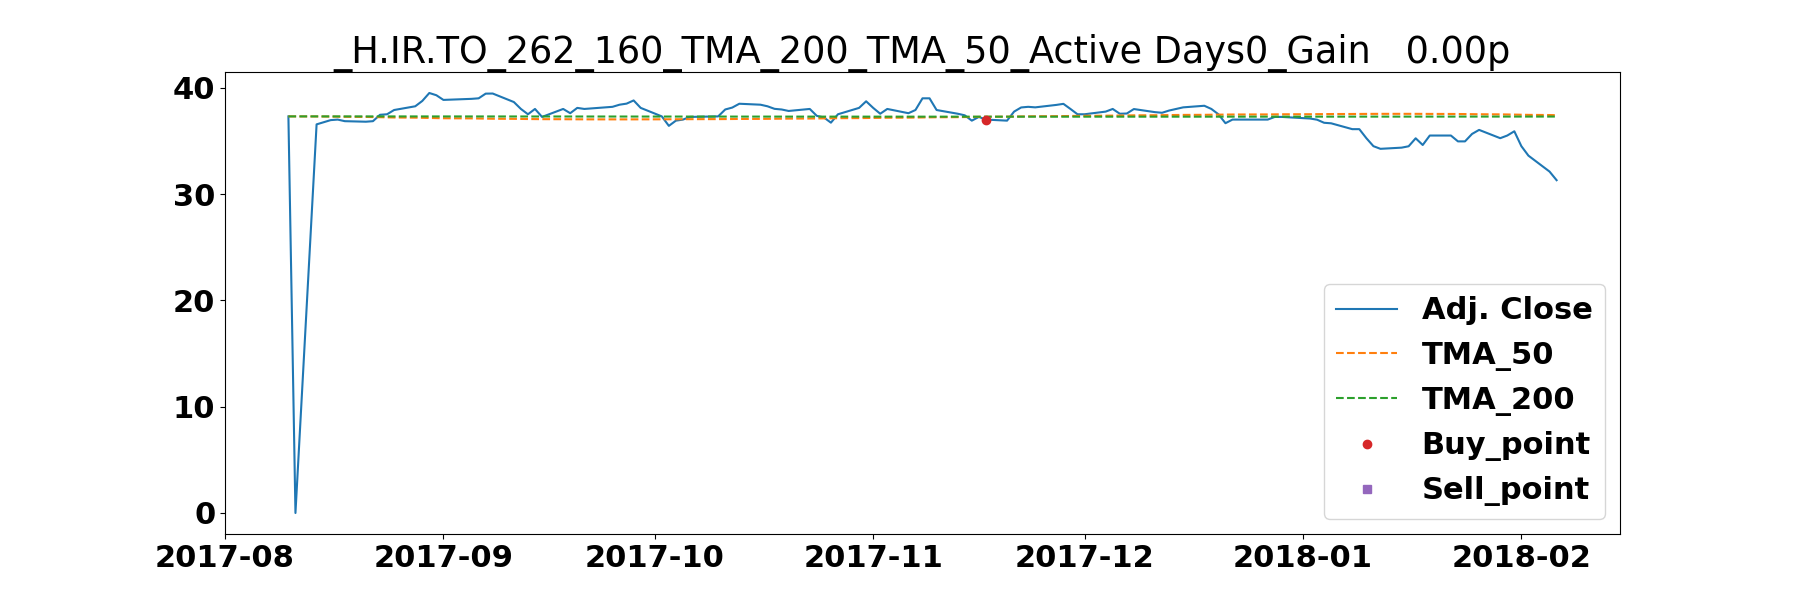 _H.IR.TO_262_160_TMA_200_TMA_50_Active Days0_Gain   0.00p
40
30
20
10
0
Adj. Close
TMA_50
TMA_200
Buy_point
Sell_point
2017-08 2017-09 2017-10 2017-11 2017-12 2018-01 2018-02